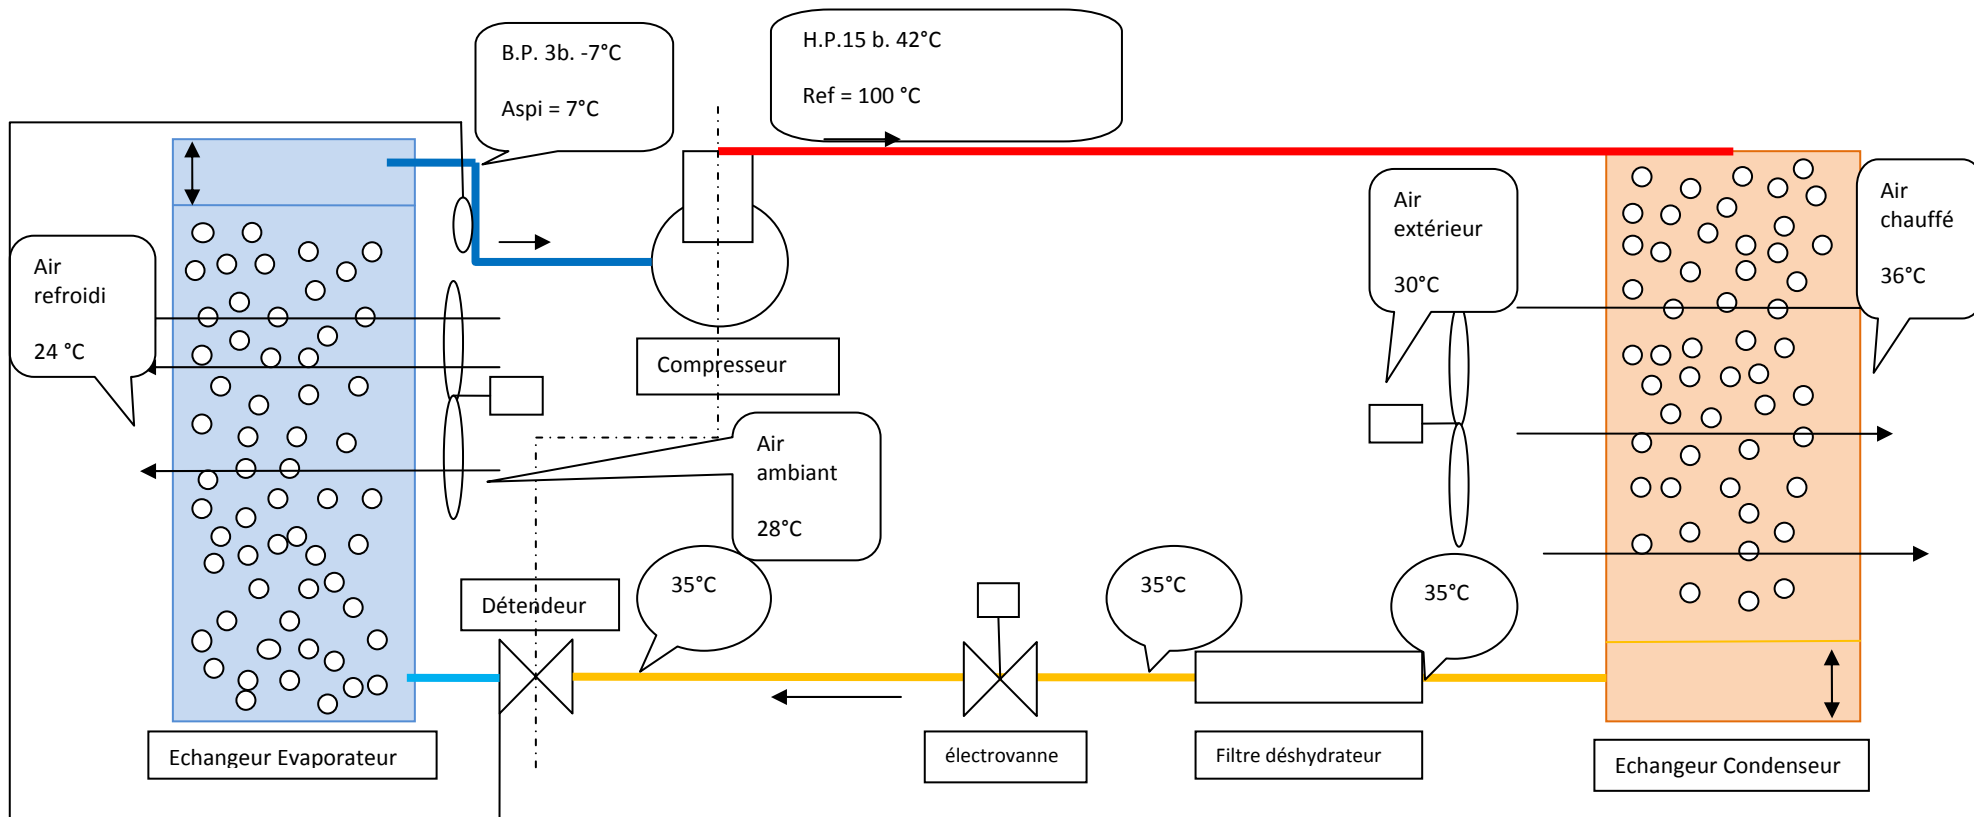 B.P. 3b. -7°C
Aspi = 7°C
H.P.15 b. 42°C
Ref = 100 °C
Air
refroidi
24 °C
Compresseur
Air
extérieur
30°C
Air
chauffé
36°C
Air
ambiant
28°C
Détendeur
35°C
35°C
35°C
Echangeur Evaporateur
électrovanne
Filtre déshydrateur
Echangeur Condenseur